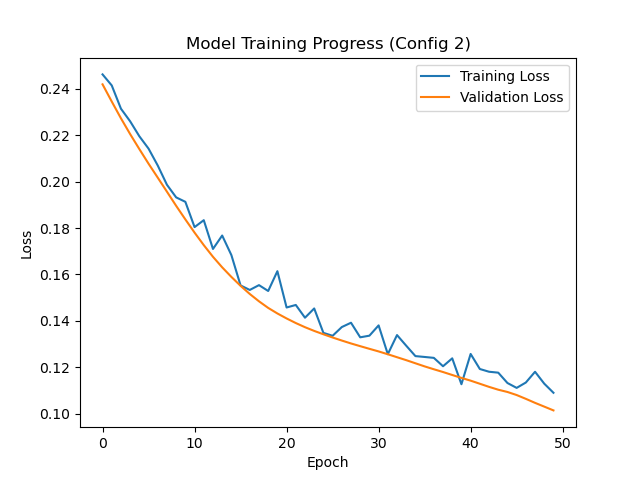 Model Training Progress (Config 2)
Training Loss
Validation Loss
0.24
0.22
0.20
0.18
0.16
0.14
0.12
0.10
Loss
0 10 20 30 40 50
Epoch